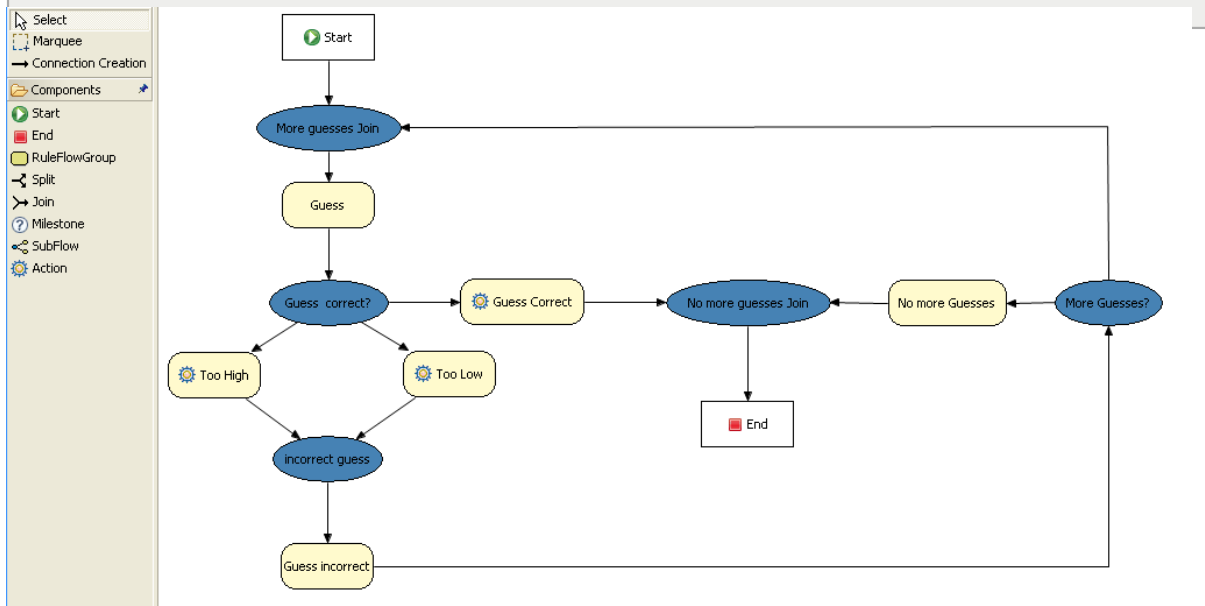 Select
Marquee
Connection Creation
Components
Start
End
RuleFlowGroup
Split
Join
Milestone
SubFlow
Action
Start
More guesses Join
Guess
Guess correct?
Guess Correct
No more guesses Join
No more Guesses
More Guesses?
Too High
Too Low
End
incorrect guess
Guess incorrect